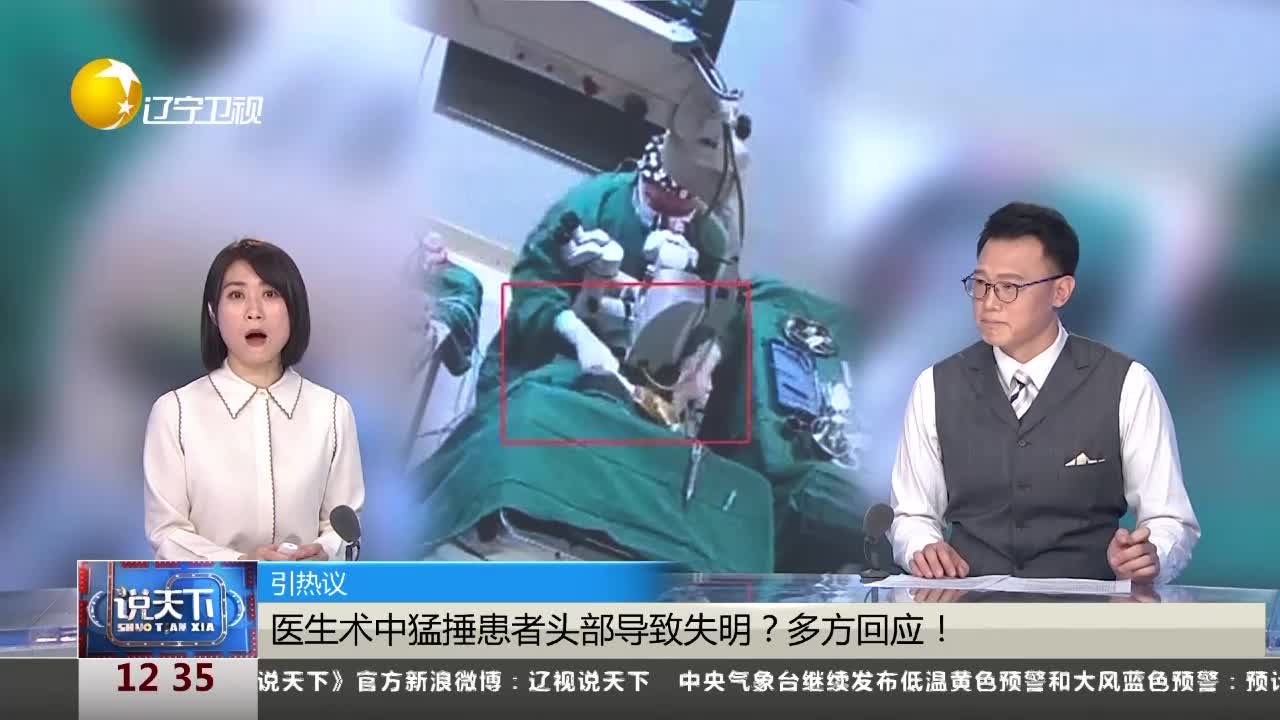 辽宁卫视
引热议
说天下
SHUO TIAN XIA
医生术中猛捶患者头部导致失明？多方回应！
12 35
说天下》官方新浪微博：辽视说天下 中央气象台继续发布低温黄色预警和大风蓝色预警：预计